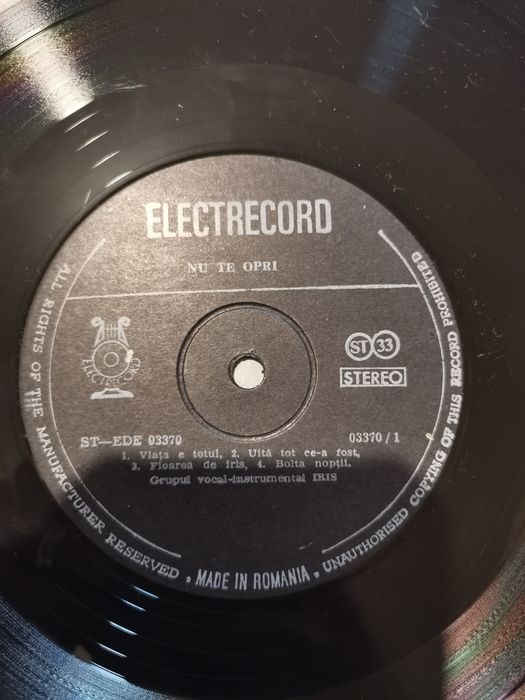 ELECTRECORD
NU TE OPRI
ELECTRECORD
ST 33
STEREO
ST—EDE 03370
03370/1
1. Viața e totul, 2. Uită tot ce-a fost,
3. Floarea de iris, 4. Bolta nopții.
Grupul vocal-instrumental IRIS
ALL RIGHTS OF THE MANUFACTURER RESERVED • MADE IN ROMANIA • UNAUTHORISED COPYING OF THIS RECORD PROHIBITED